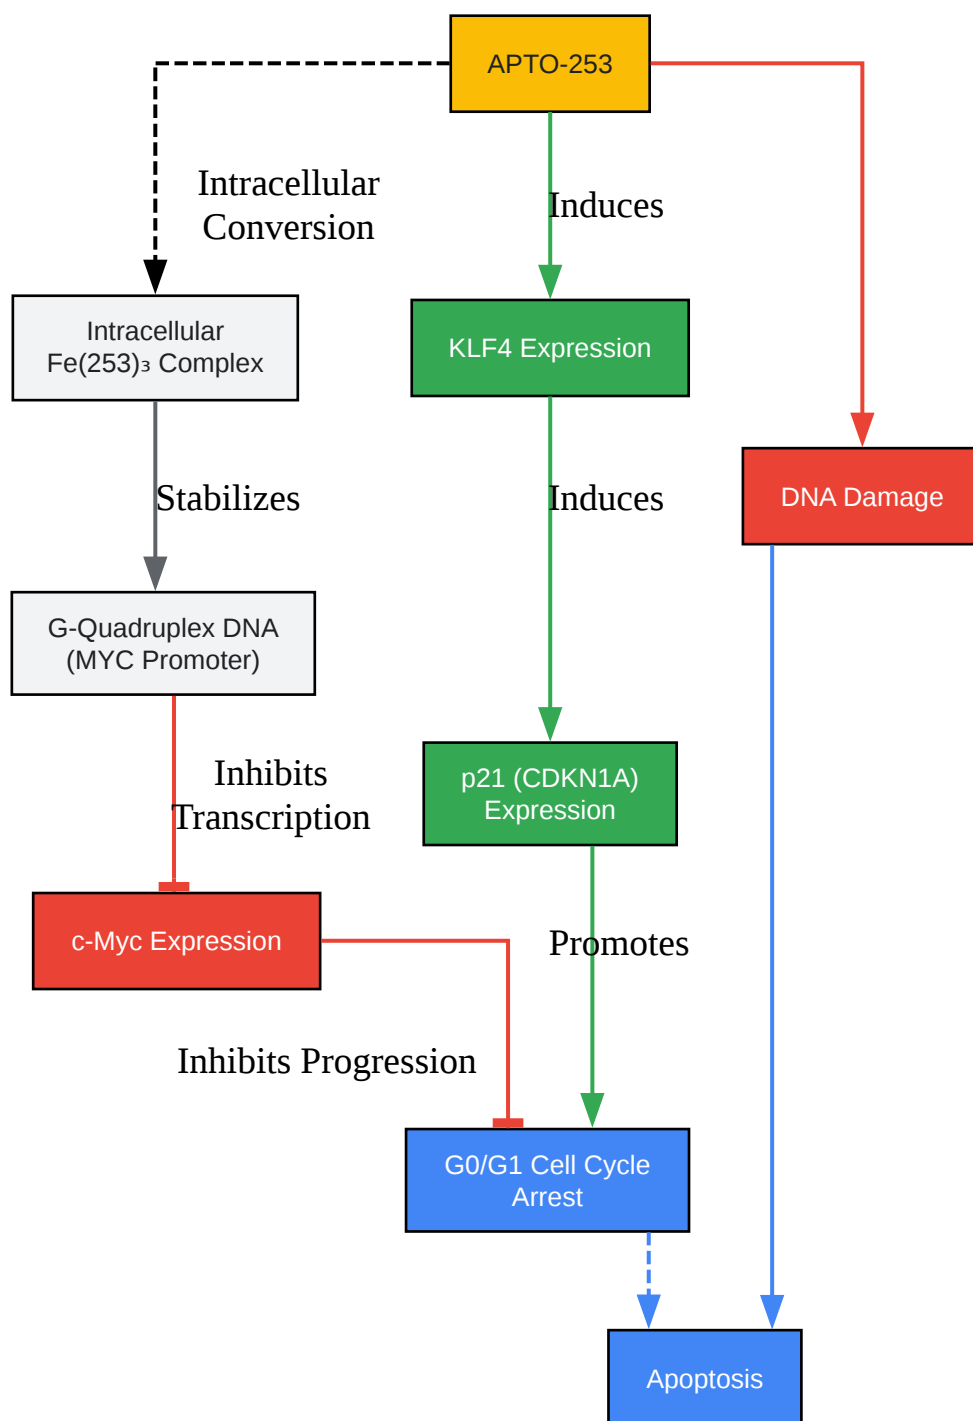 APTO-253
Intracellular
Conversion
Induces
Intracellular
Fe(253)₃ Complex
KLF4 Expression
Stabilizes
Induces
DNA Damage
G-Quadruplex DNA
(MYC Promoter)
Inhibits
Transcription
p21 (CDKN1A)
Expression
c-Myc Expression
Promotes
Inhibits Progression
G0/G1 Cell Cycle
Arrest
Apoptosis